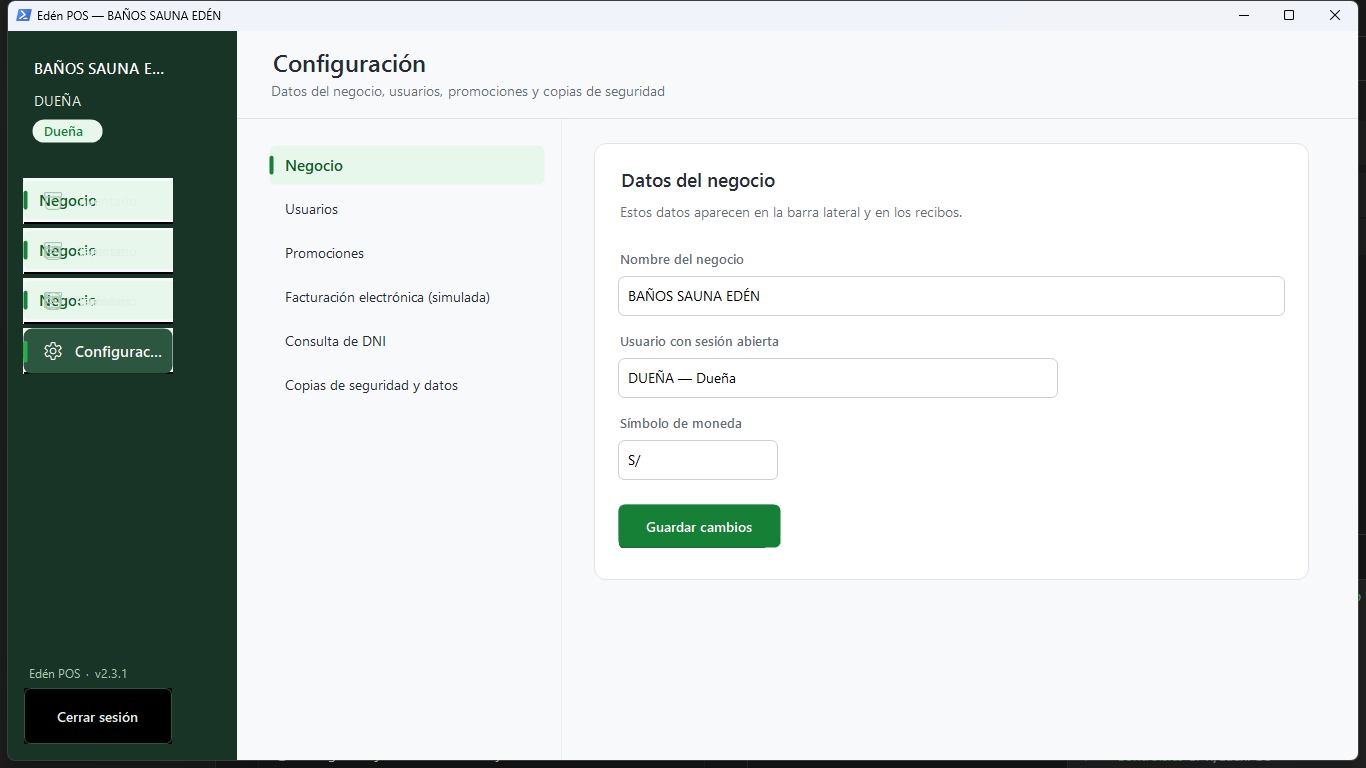 Edén POS — BAÑOS SAUNA EDÉN
BAÑOS SAUNA E...
DUEÑA
Dueña
Negocio
Negocio
Negocio
Configurac...
Edén POS · v2.3.1
Cerrar sesión
Configuración
Datos del negocio, usuarios, promociones y copias de seguridad
Negocio
Usuarios
Promociones
Facturación electrónica (simulada)
Consulta de DNI
Copias de seguridad y datos
Datos del negocio
Estos datos aparecen en la barra lateral y en los recibos.
Nombre del negocio
BAÑOS SAUNA EDÉN
Usuario con sesión abierta
DUEÑA — Dueña
Símbolo de moneda
S/
Guardar cambios